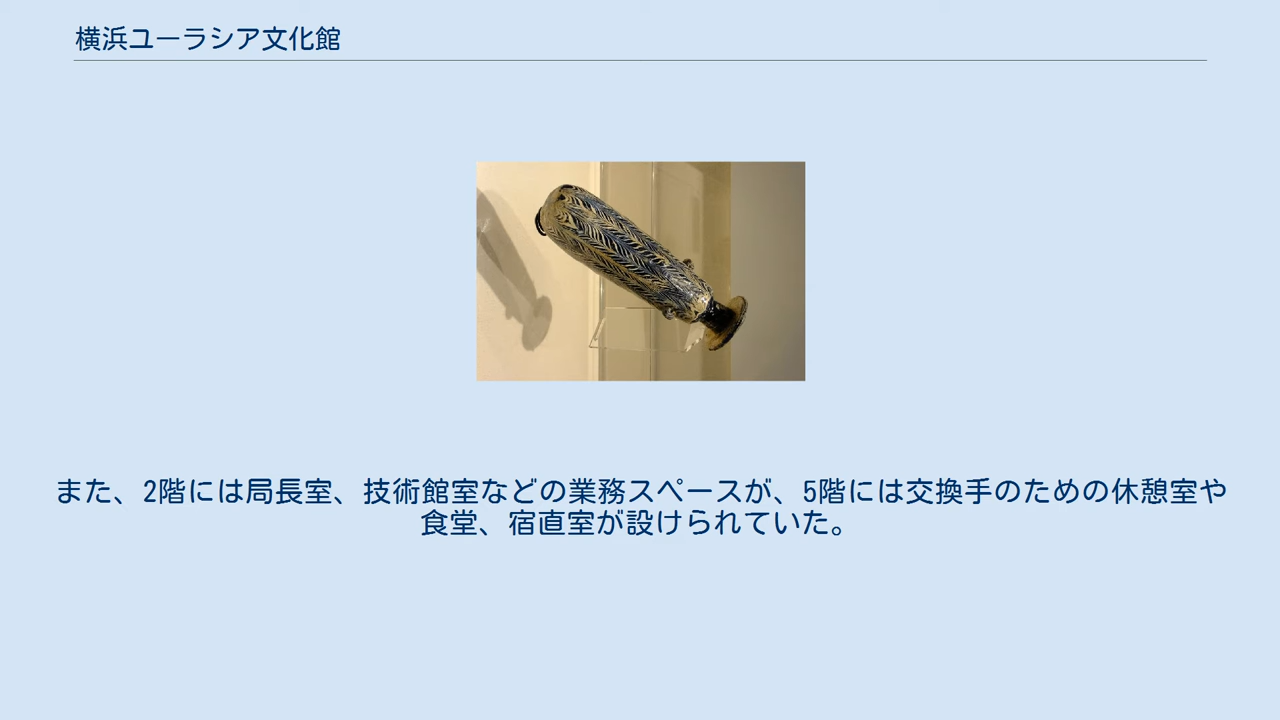 横浜ユーラシア文化館
また、2階には局長室、技術館室などの業務スペースが、5階には交換手のための休憩室や
食堂、宿直室が設けられていた。